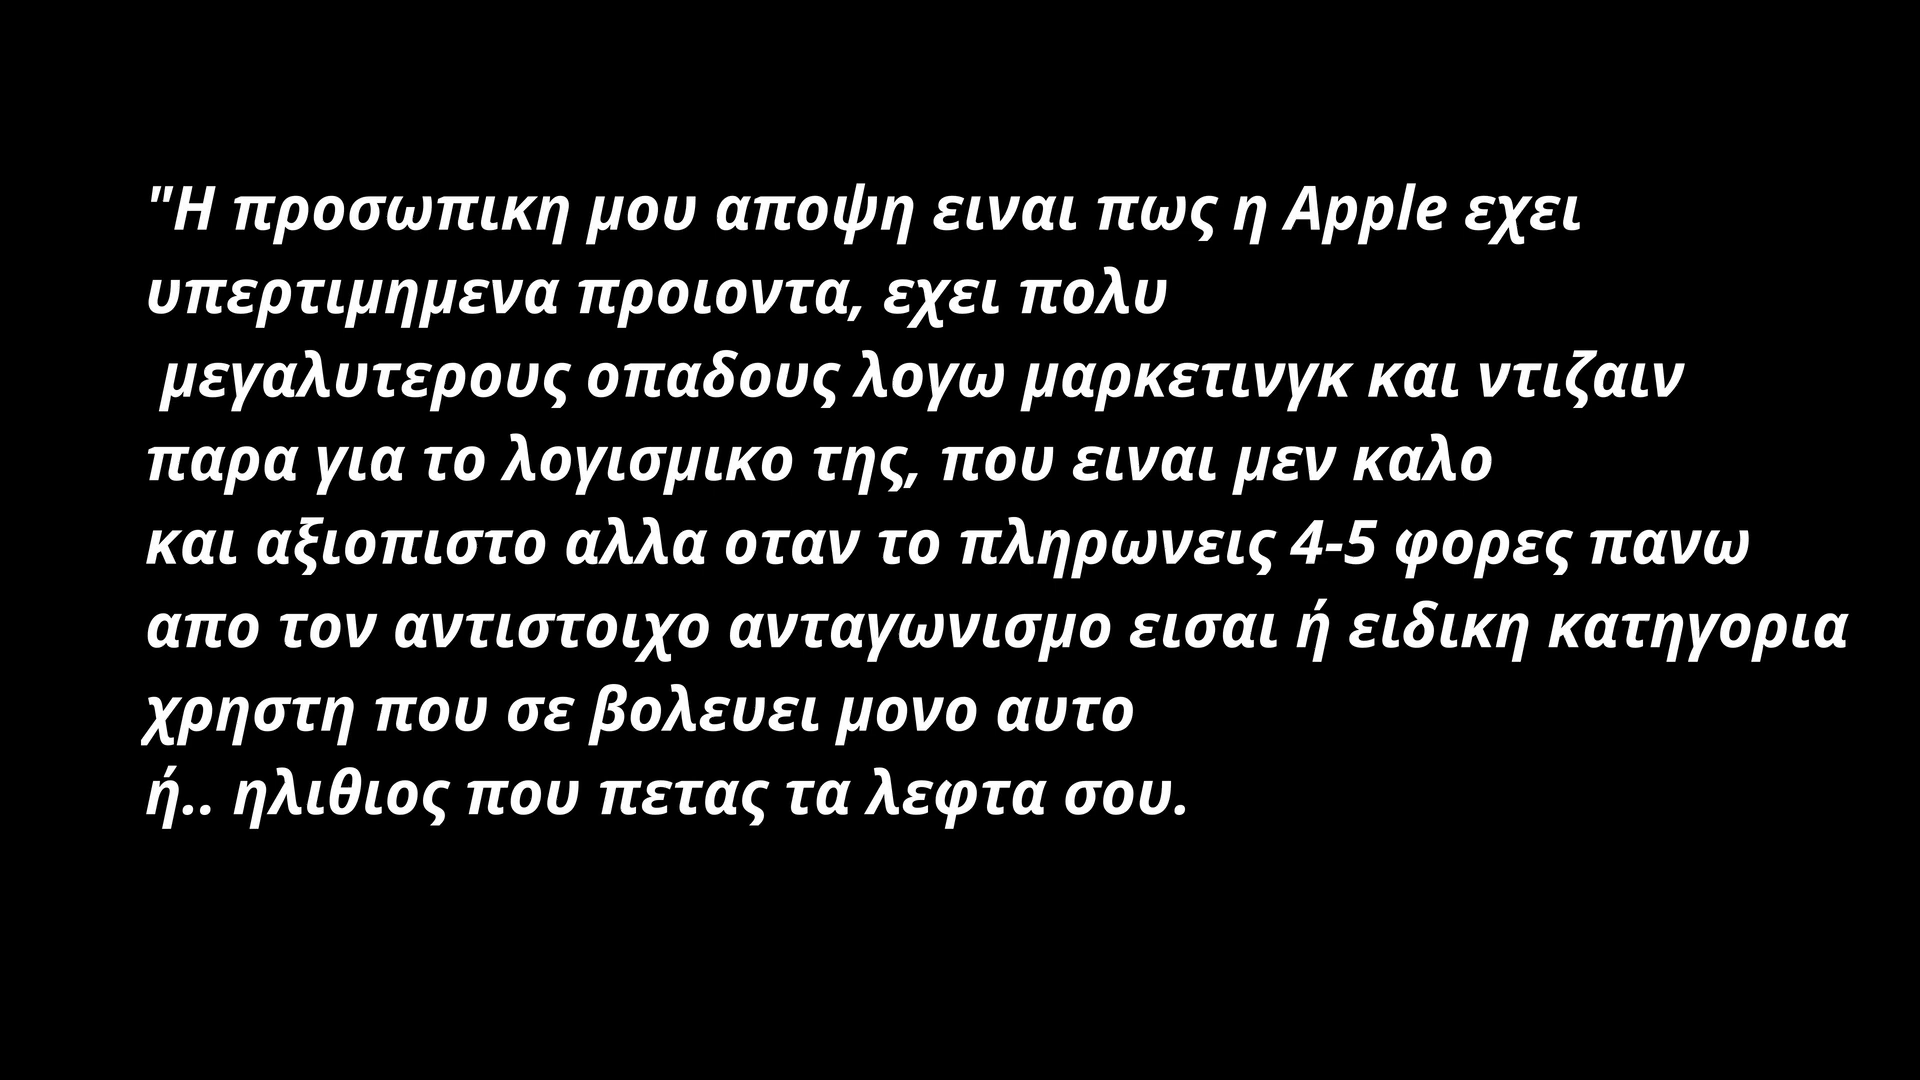 "Η προσωπικη μου αποψη ειναι πως η Apple εχει
υπερτιμημενα προιοντα, εχει πολυ
μεγαλυτερους οπαδους λογω μαρκετινγκ και ντιζαιν
παρα για το λογισμικο της, που ειναι μεν καλο
και αξιοπιστο αλλα οταν το πληρωνεις 4-5 φορες πανω
απο τον αντιστοιχο ανταγωνισμο εισαι ή ειδικη κατηγορια
χρηστη που σε βολευει μονο αυτο
ή.. ηλιθιος που πετας τα λεφτα σου.